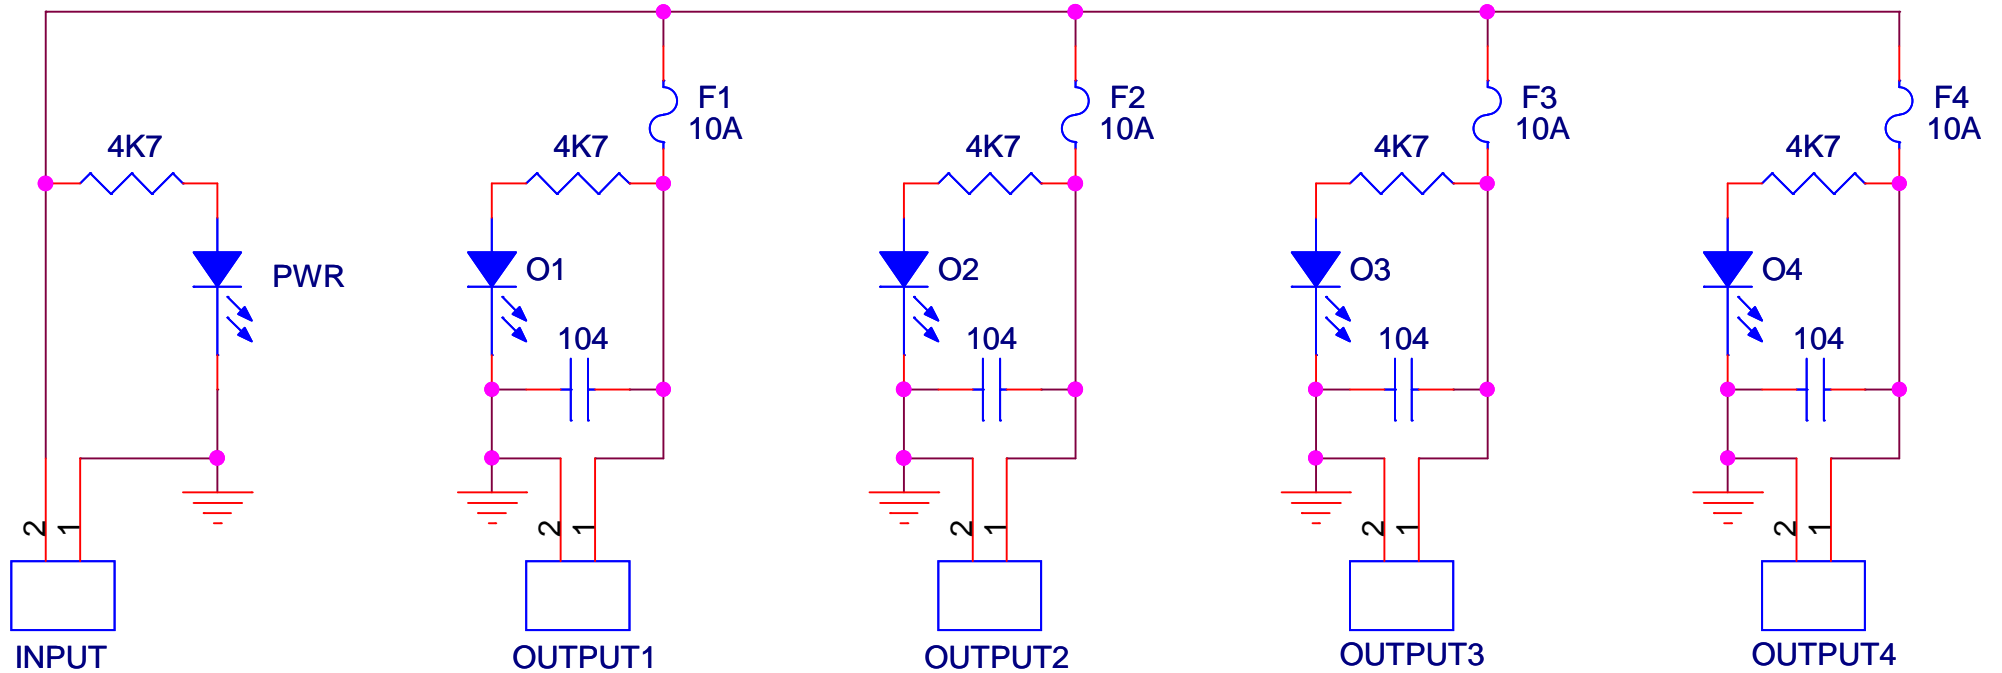 F1
10A
F2
10A
F3
10A
F4
10A
4K7
4K7
4K7
4K7
4K7
PWR
O1
O2
O3
O4
104
104
104
104
2 1
2 1
2 1
2 1
2 1
INPUT
OUTPUT1
OUTPUT2
OUTPUT3
OUTPUT4